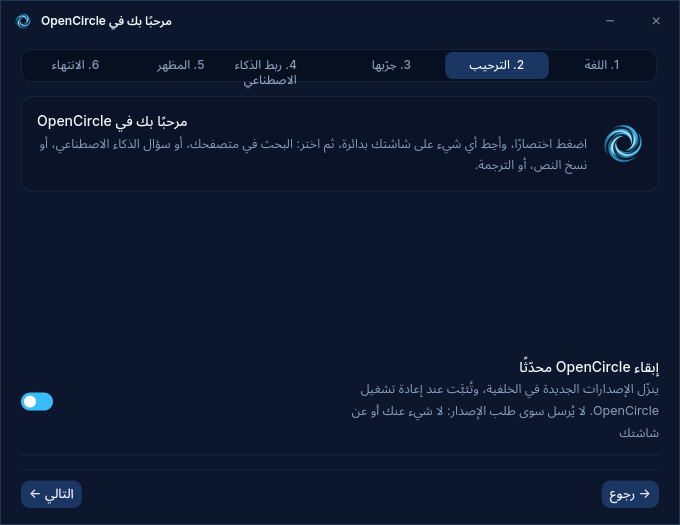 مرحبًا بك في OpenCircle
1. اللغة
2. الترحيب
3. جرّبها
4. ربط الذكاء
الاصطناعي
5. المظهر
6. الانتهاء
مرحبًا بك في OpenCircle
اضغط اختصارًا، وأحِط أي شيء على شاشتك بدائرة، ثم اختر: البحث في متصفحك، أو سؤال الذكاء الاصطناعي، أو
نسخ النص، أو الترجمة.
إبقاء OpenCircle محدّثًا
ينزّل الإصدارات الجديدة في الخلفية، وتُثبَّت عند إعادة تشغيل
OpenCircle. لا يُرسل سوى طلب الإصدار: لا شيء عنك أو عن
شاشتك
→ رجوع
التالي ←